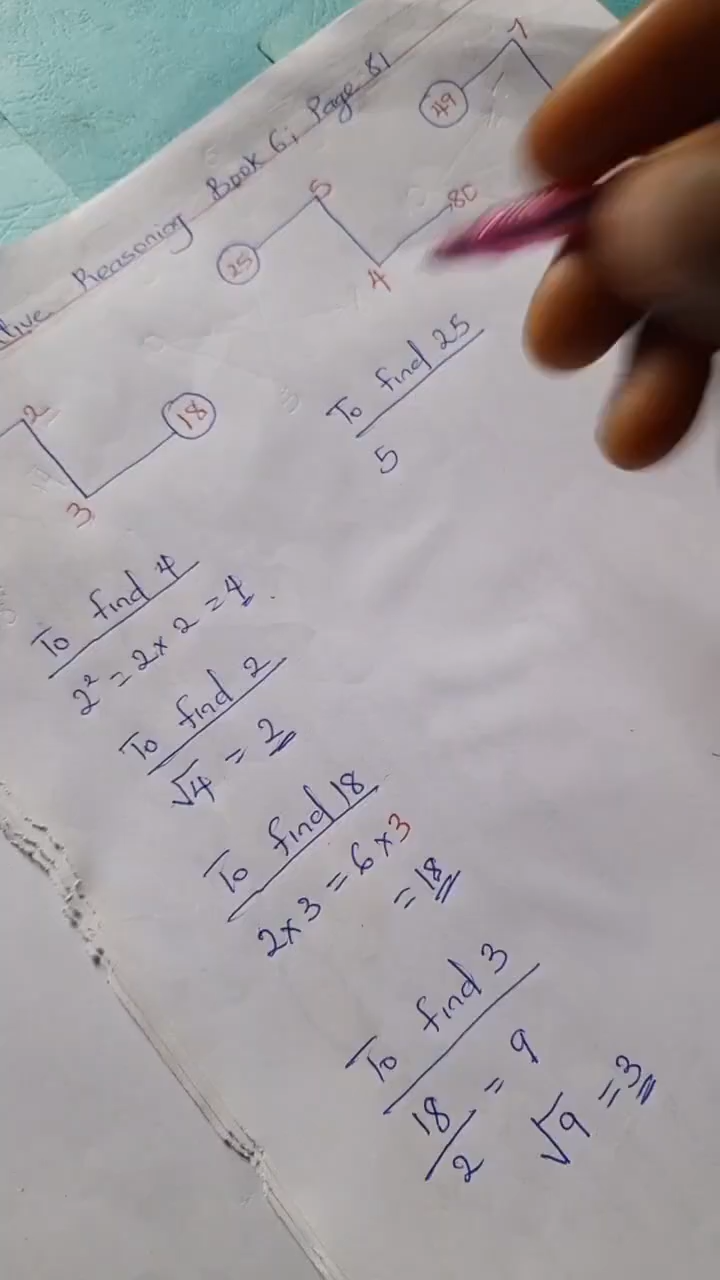 Reasoning Book 6; Page 81
49 7
25 5 4 80
2 3 18
To find 25
5
To find 4
2² = 2 x 2 = 4
To find 2
√4 = 2
To find 18
2 x 3 = 6 x 3
= 18
To find 3
18/2 = 9
√9 = 3